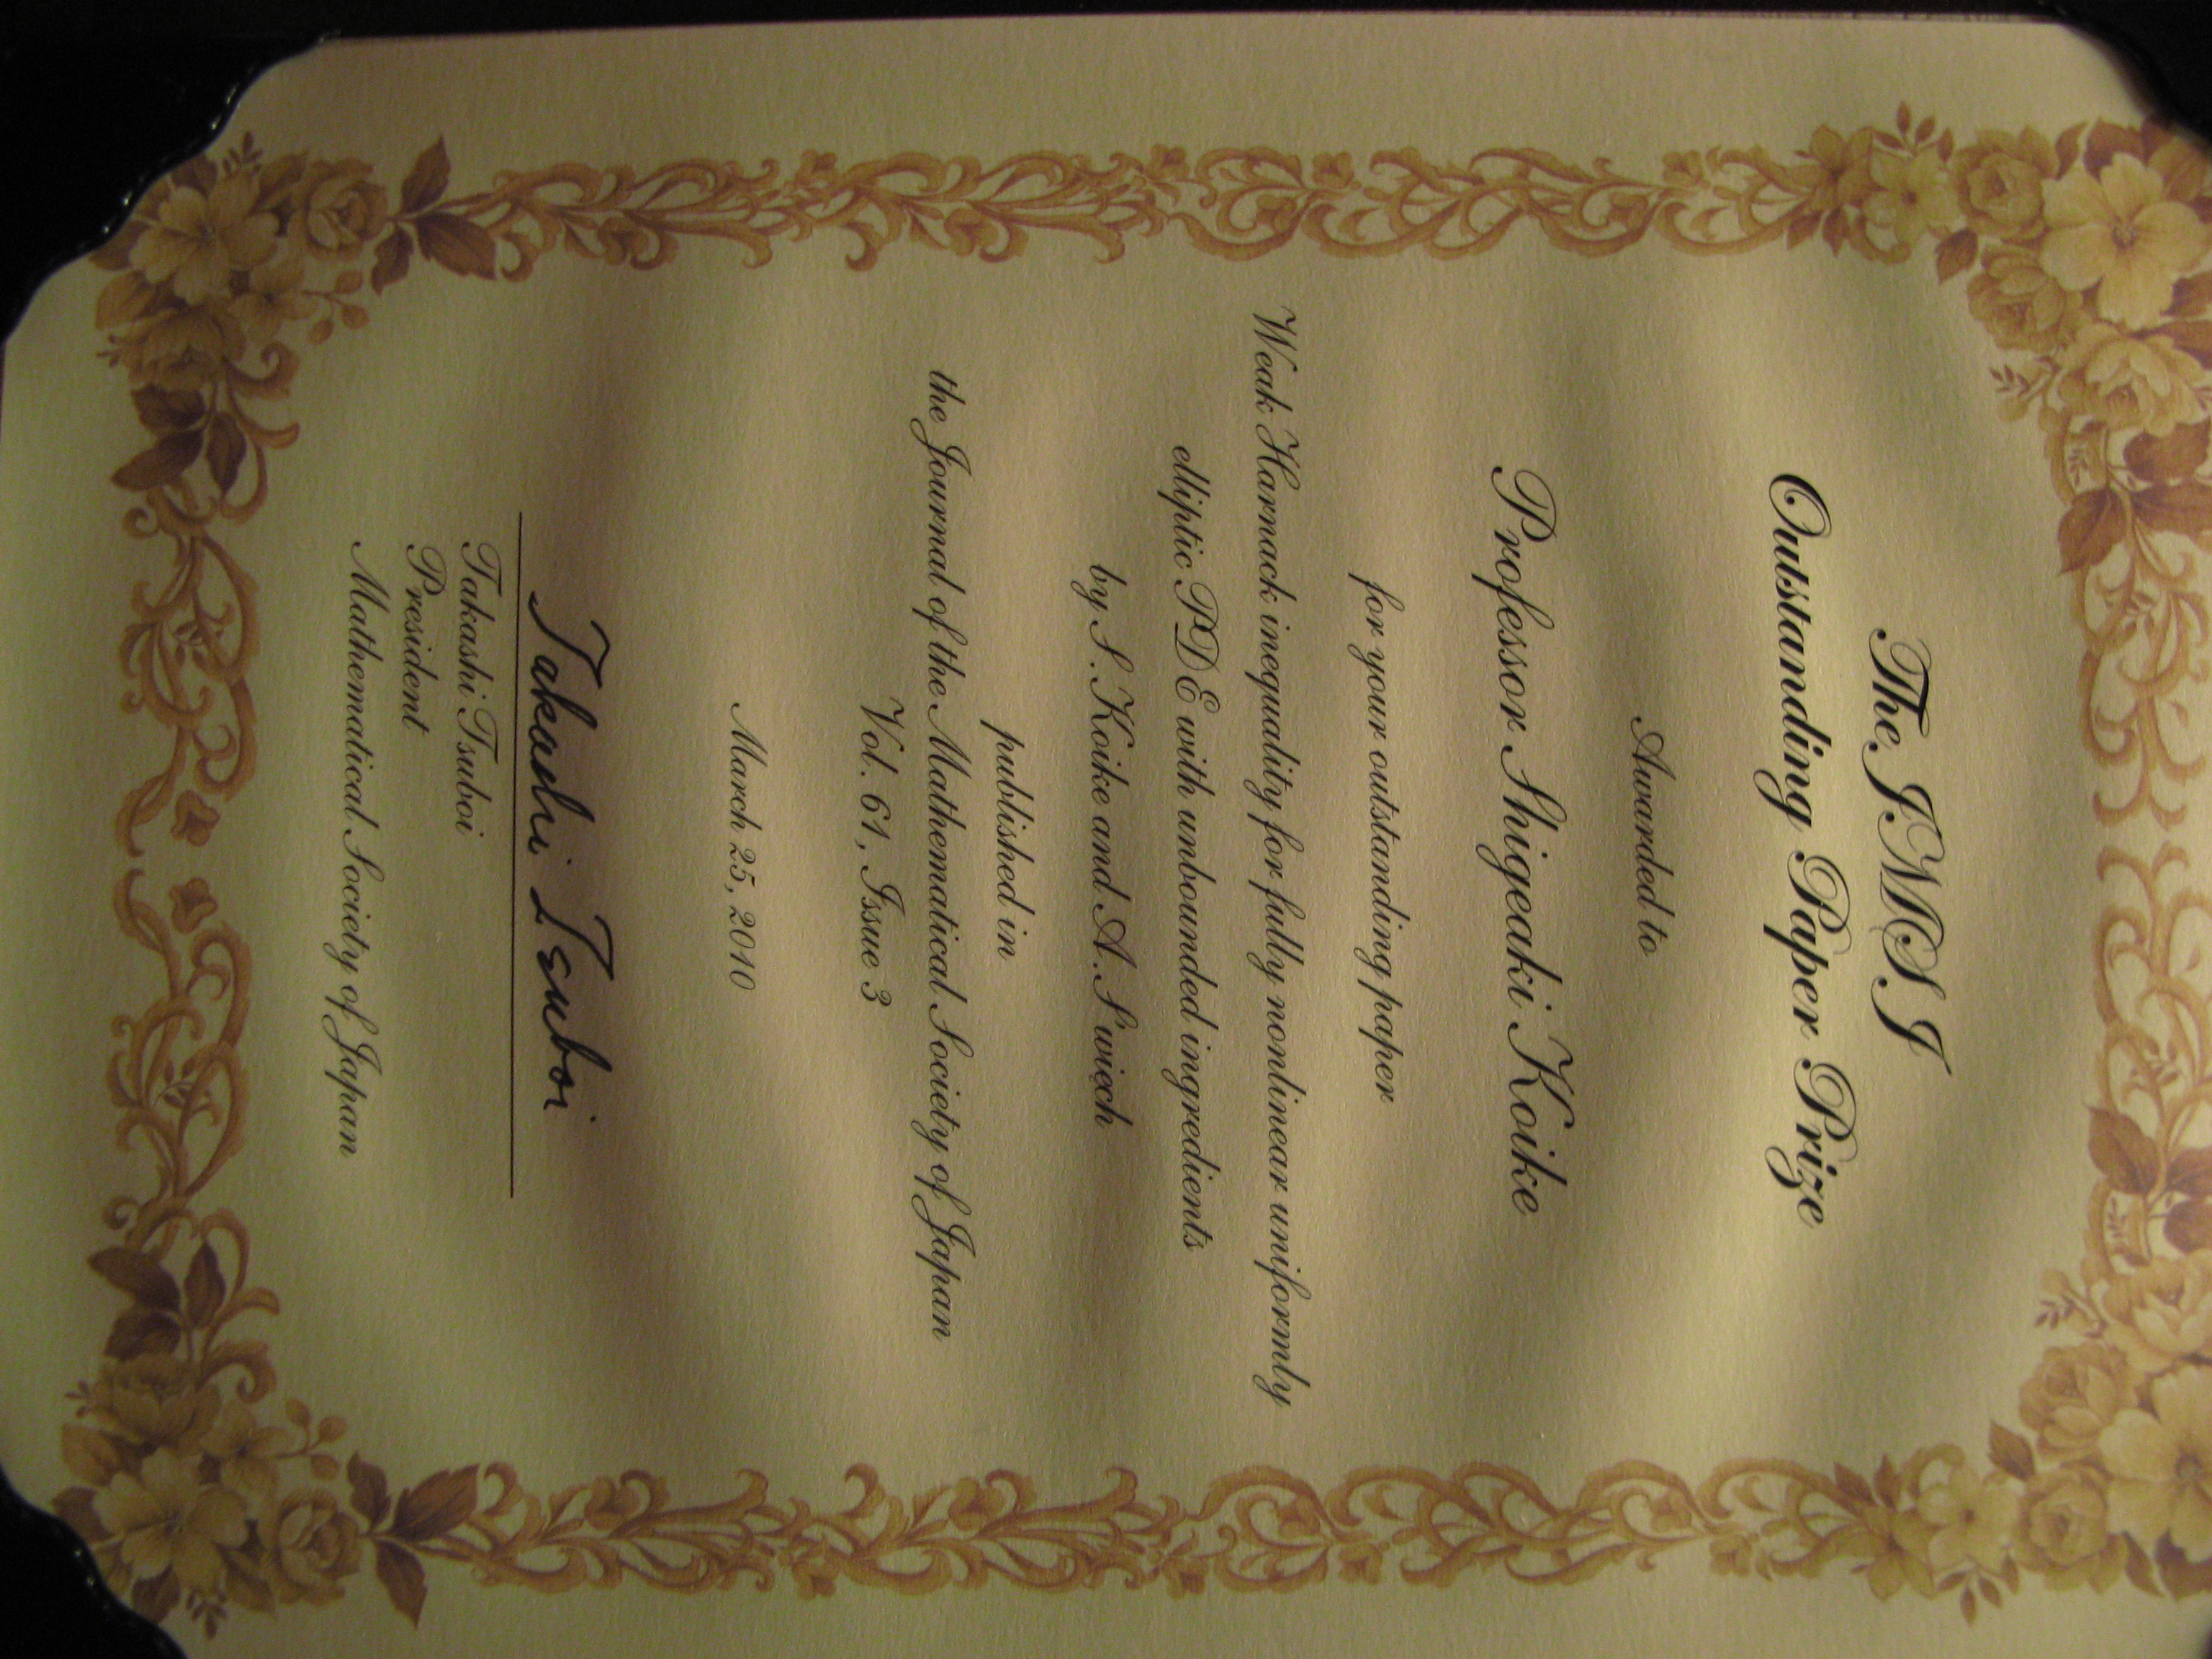 The JMSJ
Outstanding Paper Prize
Awarded to
Professor Shigeaki Koike
for your outstanding paper
Weak Harnack inequality for fully nonlinear uniformly
elliptic PDE with unbounded ingredients
by S. Koike and A. Święch
published in
the Journal of the Mathematical Society of Japan
Vol. 61, Issue 3
March 25, 2010
Takashi Tsuboi
Takashi Tsuboi
President
Mathematical Society of Japan